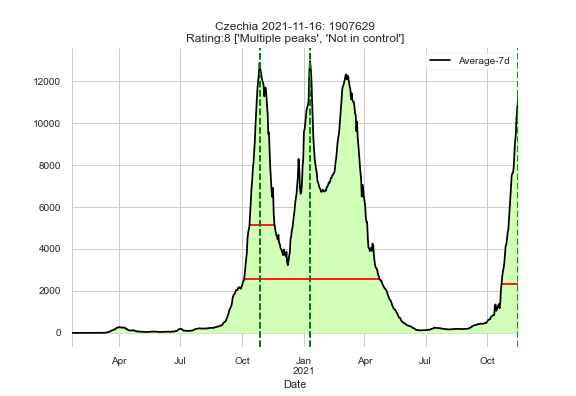 Czechia 2021-11-16: 1907629
Rating:8 ['Multiple peaks', 'Not in control']
Average-7d
12000
10000
8000
6000
4000
2000
0
Apr
Jul
Oct
Jan
2021
Apr
Jul
Oct
Date